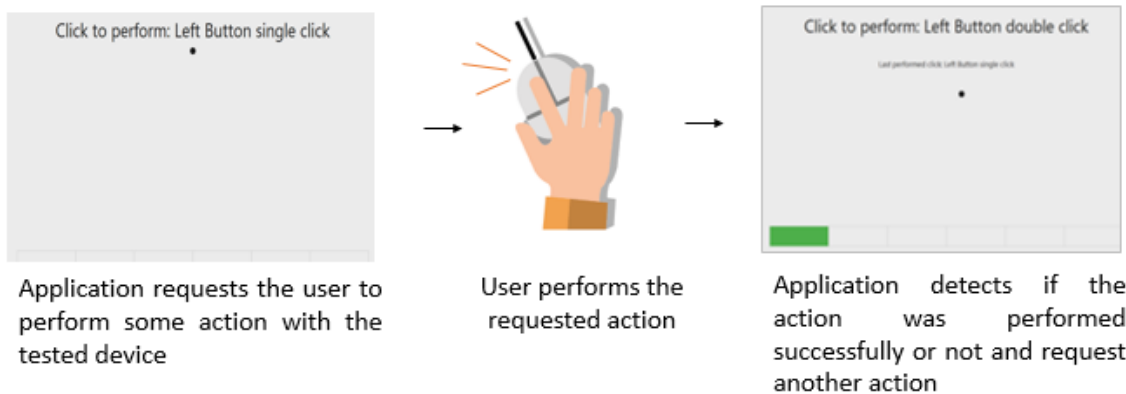 Click to perform: Left Button single click
Application requests the user to
perform some action with the
tested device
User performs the
requested action
Click to perform: Left Button double click
Last performed click: Left Button single click
Application detects if the
action was performed
successfully or not and request
another action